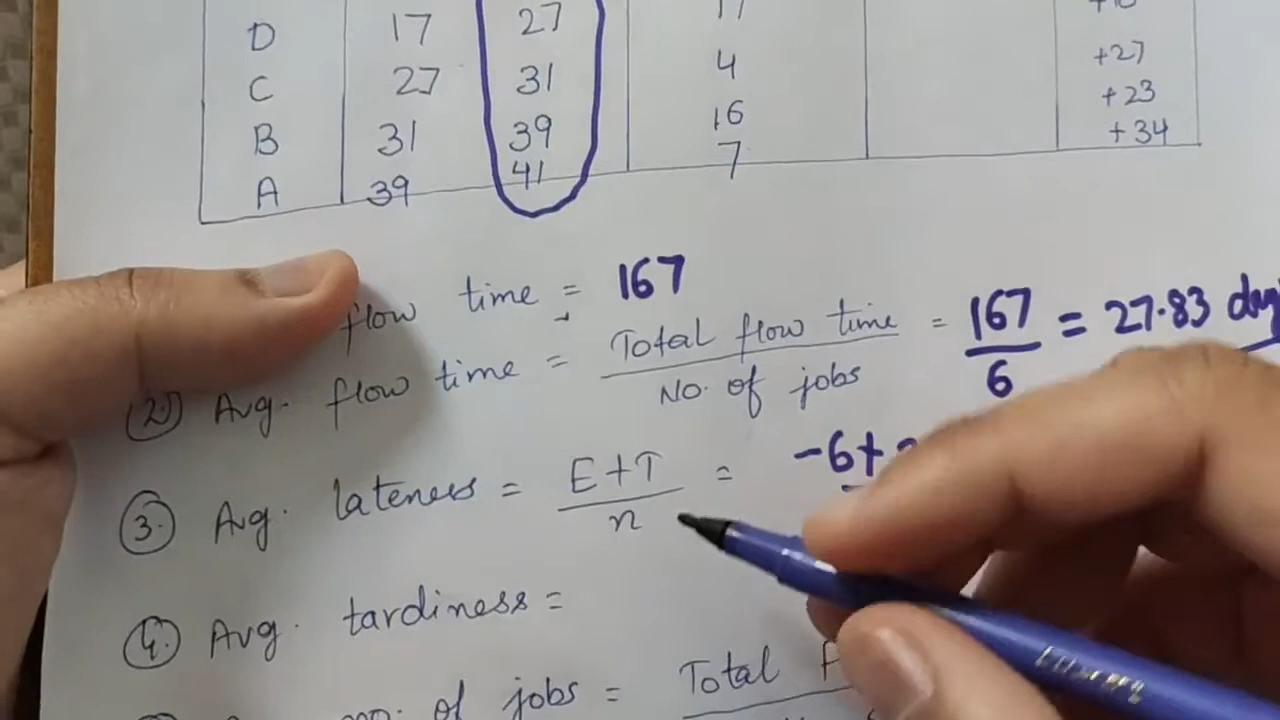 D 17 27 17
C 27 31 4 +27
B 31 39 16 +23
A 39 41 7 +34
flow time = 167
(2.) Avg. flow time = Total flow time / No. of jobs = 167 / 6 = 27.83
(3.) Avg. lateness = E+T / n = -6+
(4.) Avg. tardiness =
no. of jobs = Total